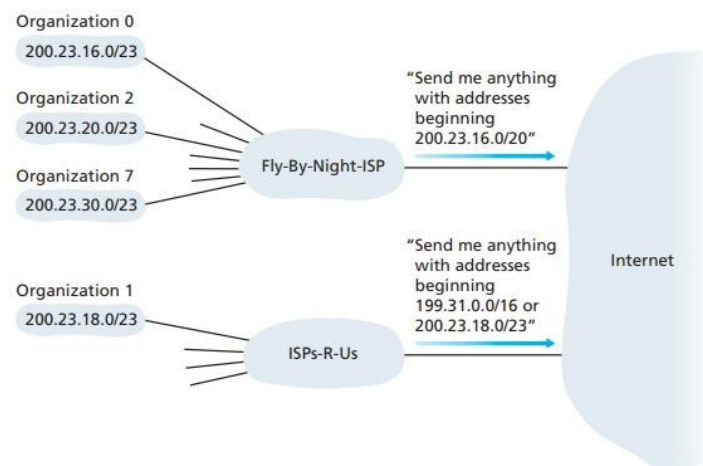 Organization 0
200.23.16.0/23
Organization 2
200.23.20.0/23
Organization 7
200.23.30.0/23
Fly-By-Night-ISP
“Send me anything
with addresses
beginning
200.23.16.0/20”
Organization 1
200.23.18.0/23
ISPs-R-Us
“Send me anything
with addresses
beginning
199.31.0.0/16 or
200.23.18.0/23”
Internet